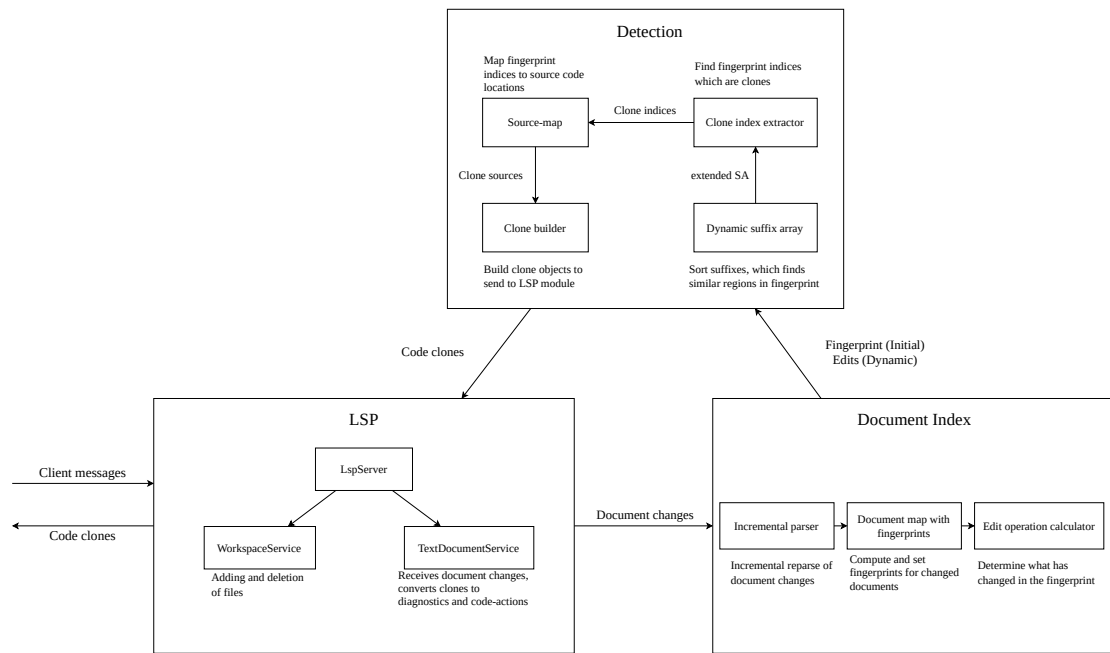 Detection
Map fingerprint
indices to source code
locations
Find fingerprint indices
which are clones
Source-map
Clone indices
Clone index extractor
Clone sources
extended SA
Clone builder
Dynamic suffix array
Build clone objects to
send to LSP module
Sort suffixes, which finds
similar regions in fingerprint
Code clones
Fingerprint (Initial)
Edits (Dynamic)
LSP
LspServer
Client messages
Code clones
WorkspaceService
TextDocumentService
Adding and deletion
of files
Receives document changes,
converts clones to
diagnostics and code-actions
Document changes
Document Index
Incremental parser
Document map with
fingerprints
Edit operation calculator
Incremental reparse of
document changes
Compute and set
fingerprints for changed
documents
Determine what has
changed in the fingerprint